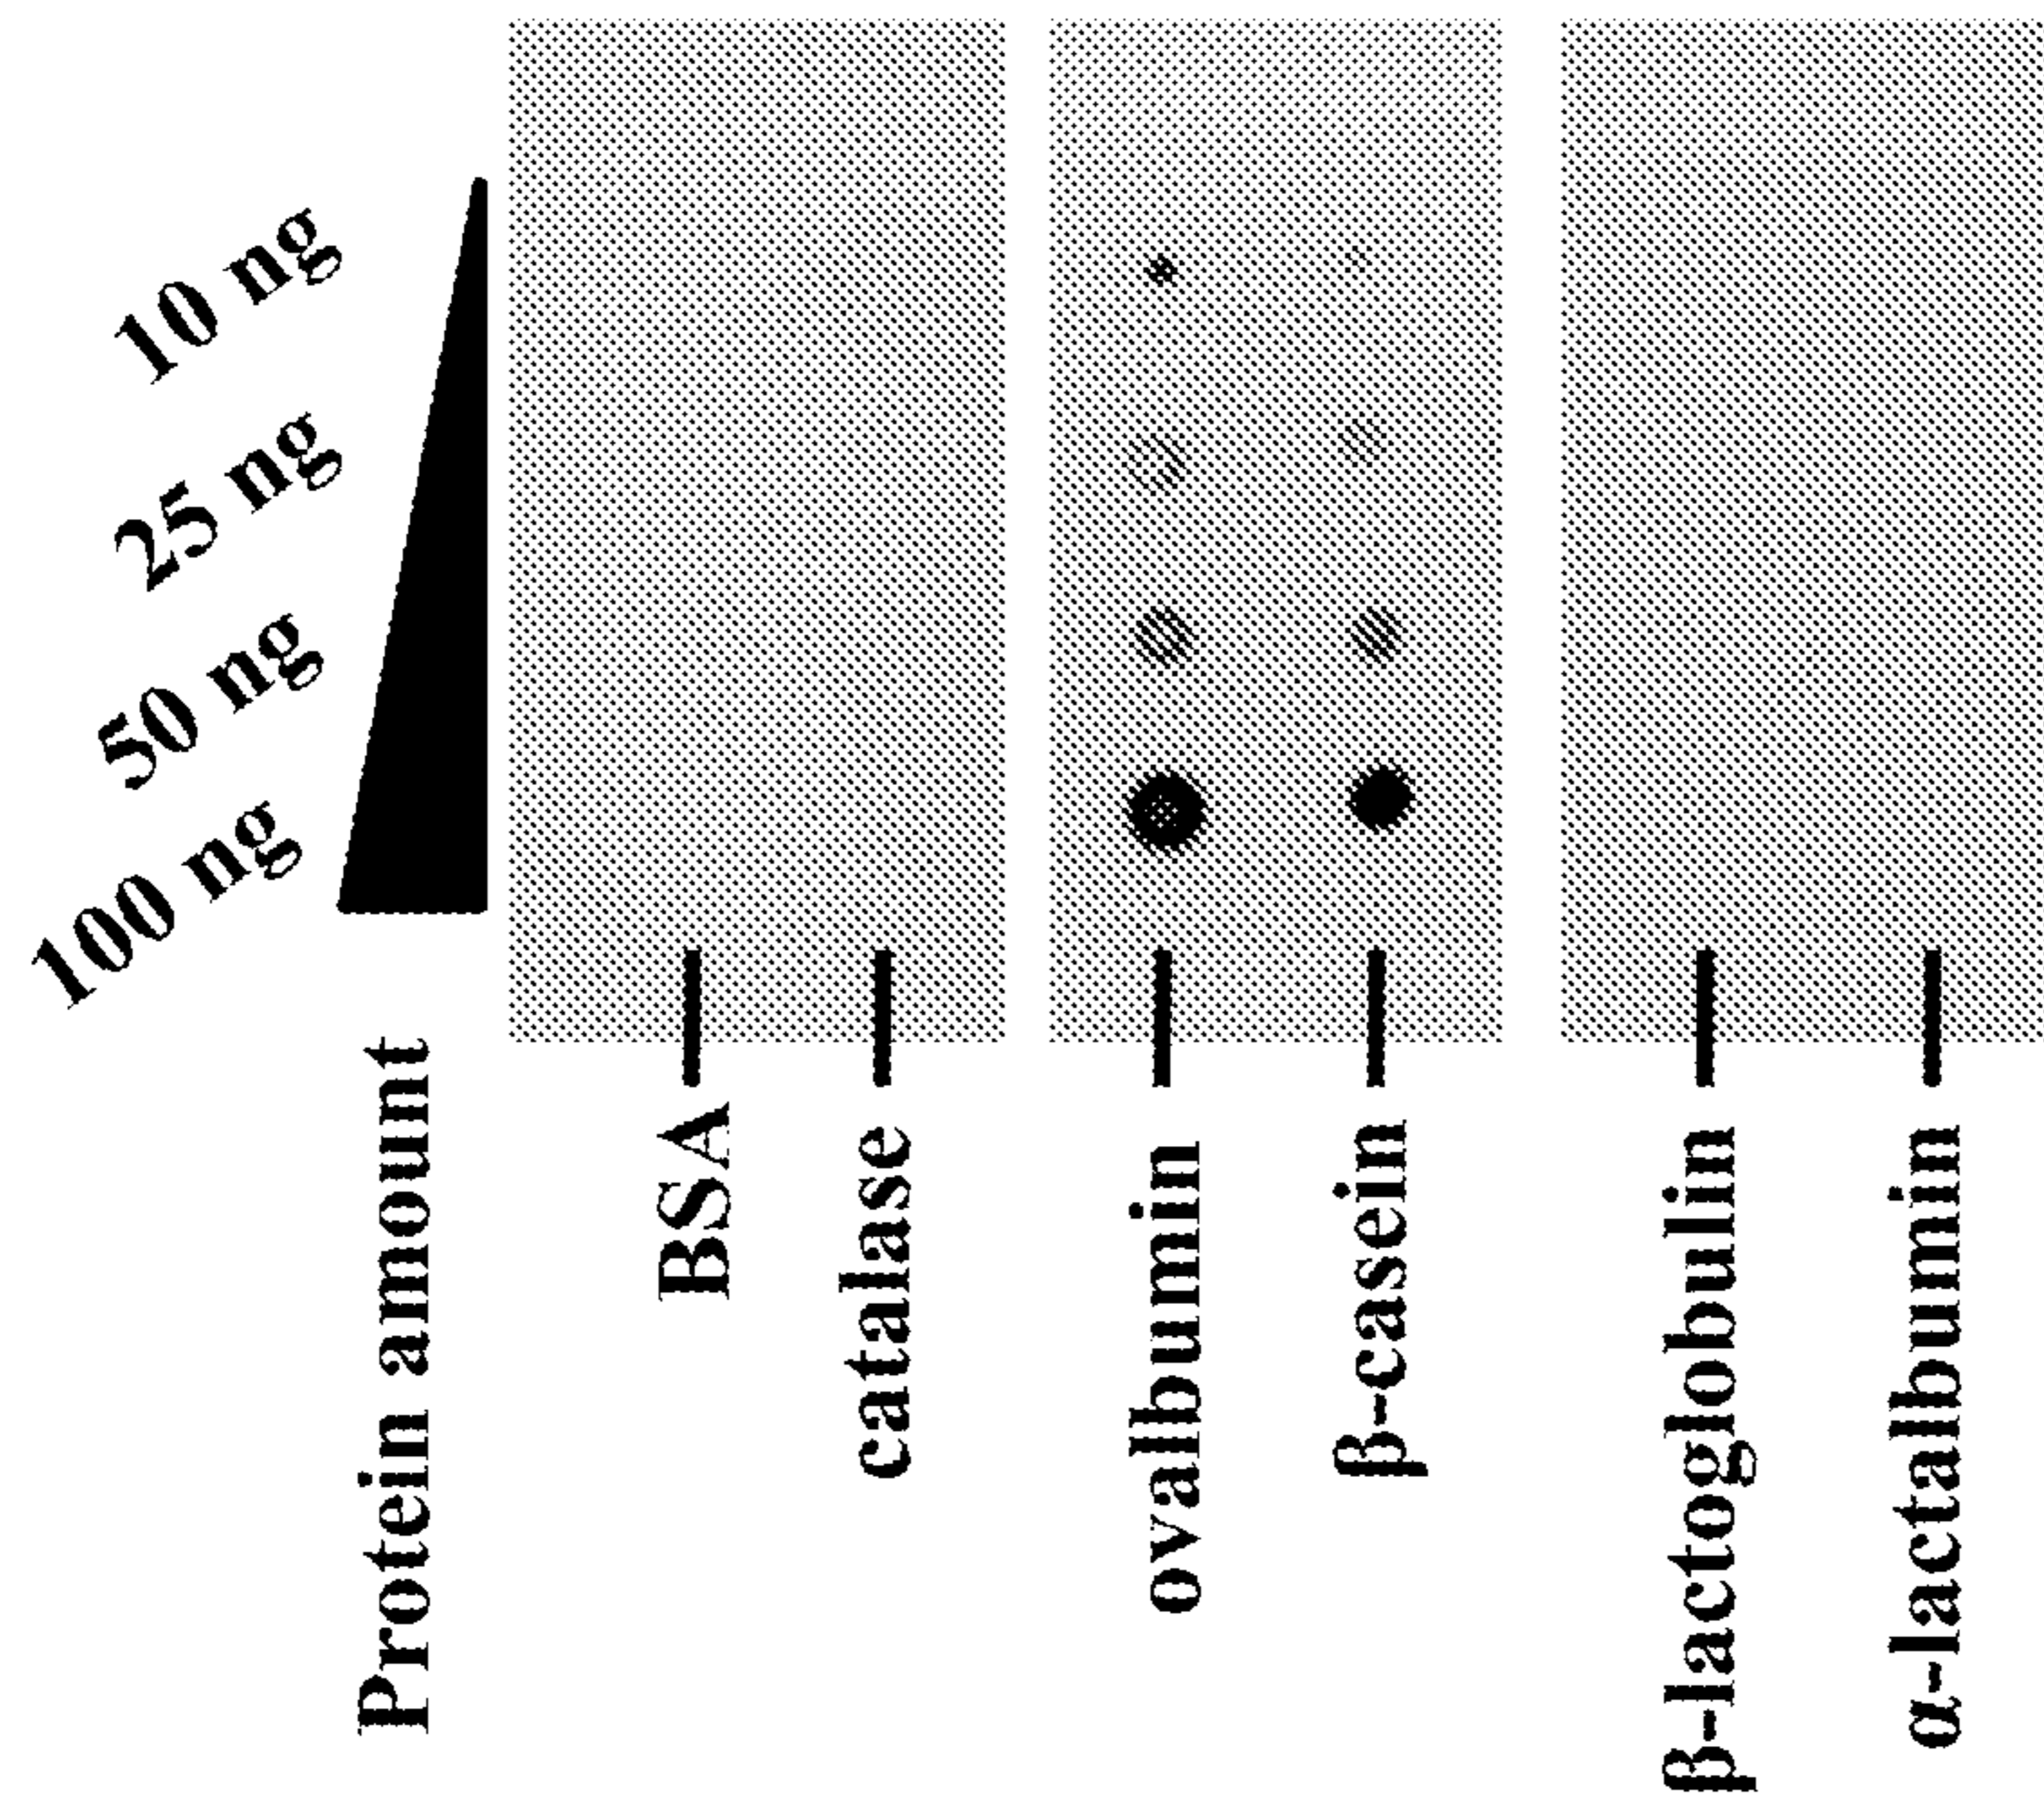 10 ng
25 ng
50 ng
100 ng
Protein amount
BSA
catalase
ovalbumin
β-casein
β-lactoglobulin
α-lactalbumin